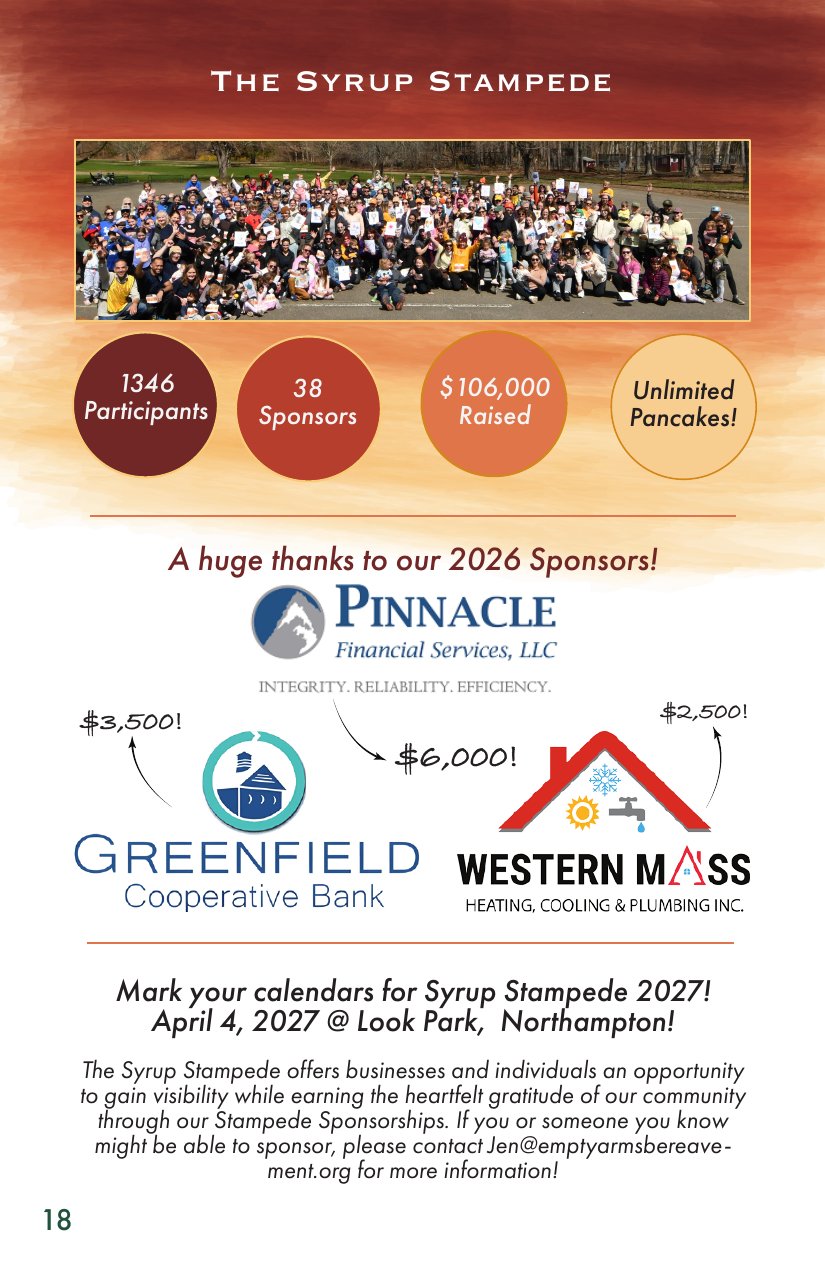 THE SYRUP STAMPEDE
1346
Participants
38
Sponsors
$106,000
Raised
Unlimited
Pancakes!
A huge thanks to our 2026 Sponsors!
PINNACLE
Financial Services, LLC
INTEGRITY. RELIABILITY. EFFICIENCY.
$3,500!
$6,000!
$2,500!
GREENFIELD
Cooperative Bank
WESTERN MASS
HEATING, COOLING & PLUMBING INC.
Mark your calendars for Syrup Stampede 2027!
April 4, 2027 @ Look Park, Northampton!
The Syrup Stampede offers businesses and individuals an opportunity
to gain visibility while earning the heartfelt gratitude of our community
through our Stampede Sponsorships. If you or someone you know
might be able to sponsor, please contact Jen@emptyarmsbereave-
ment.org for more information!
18